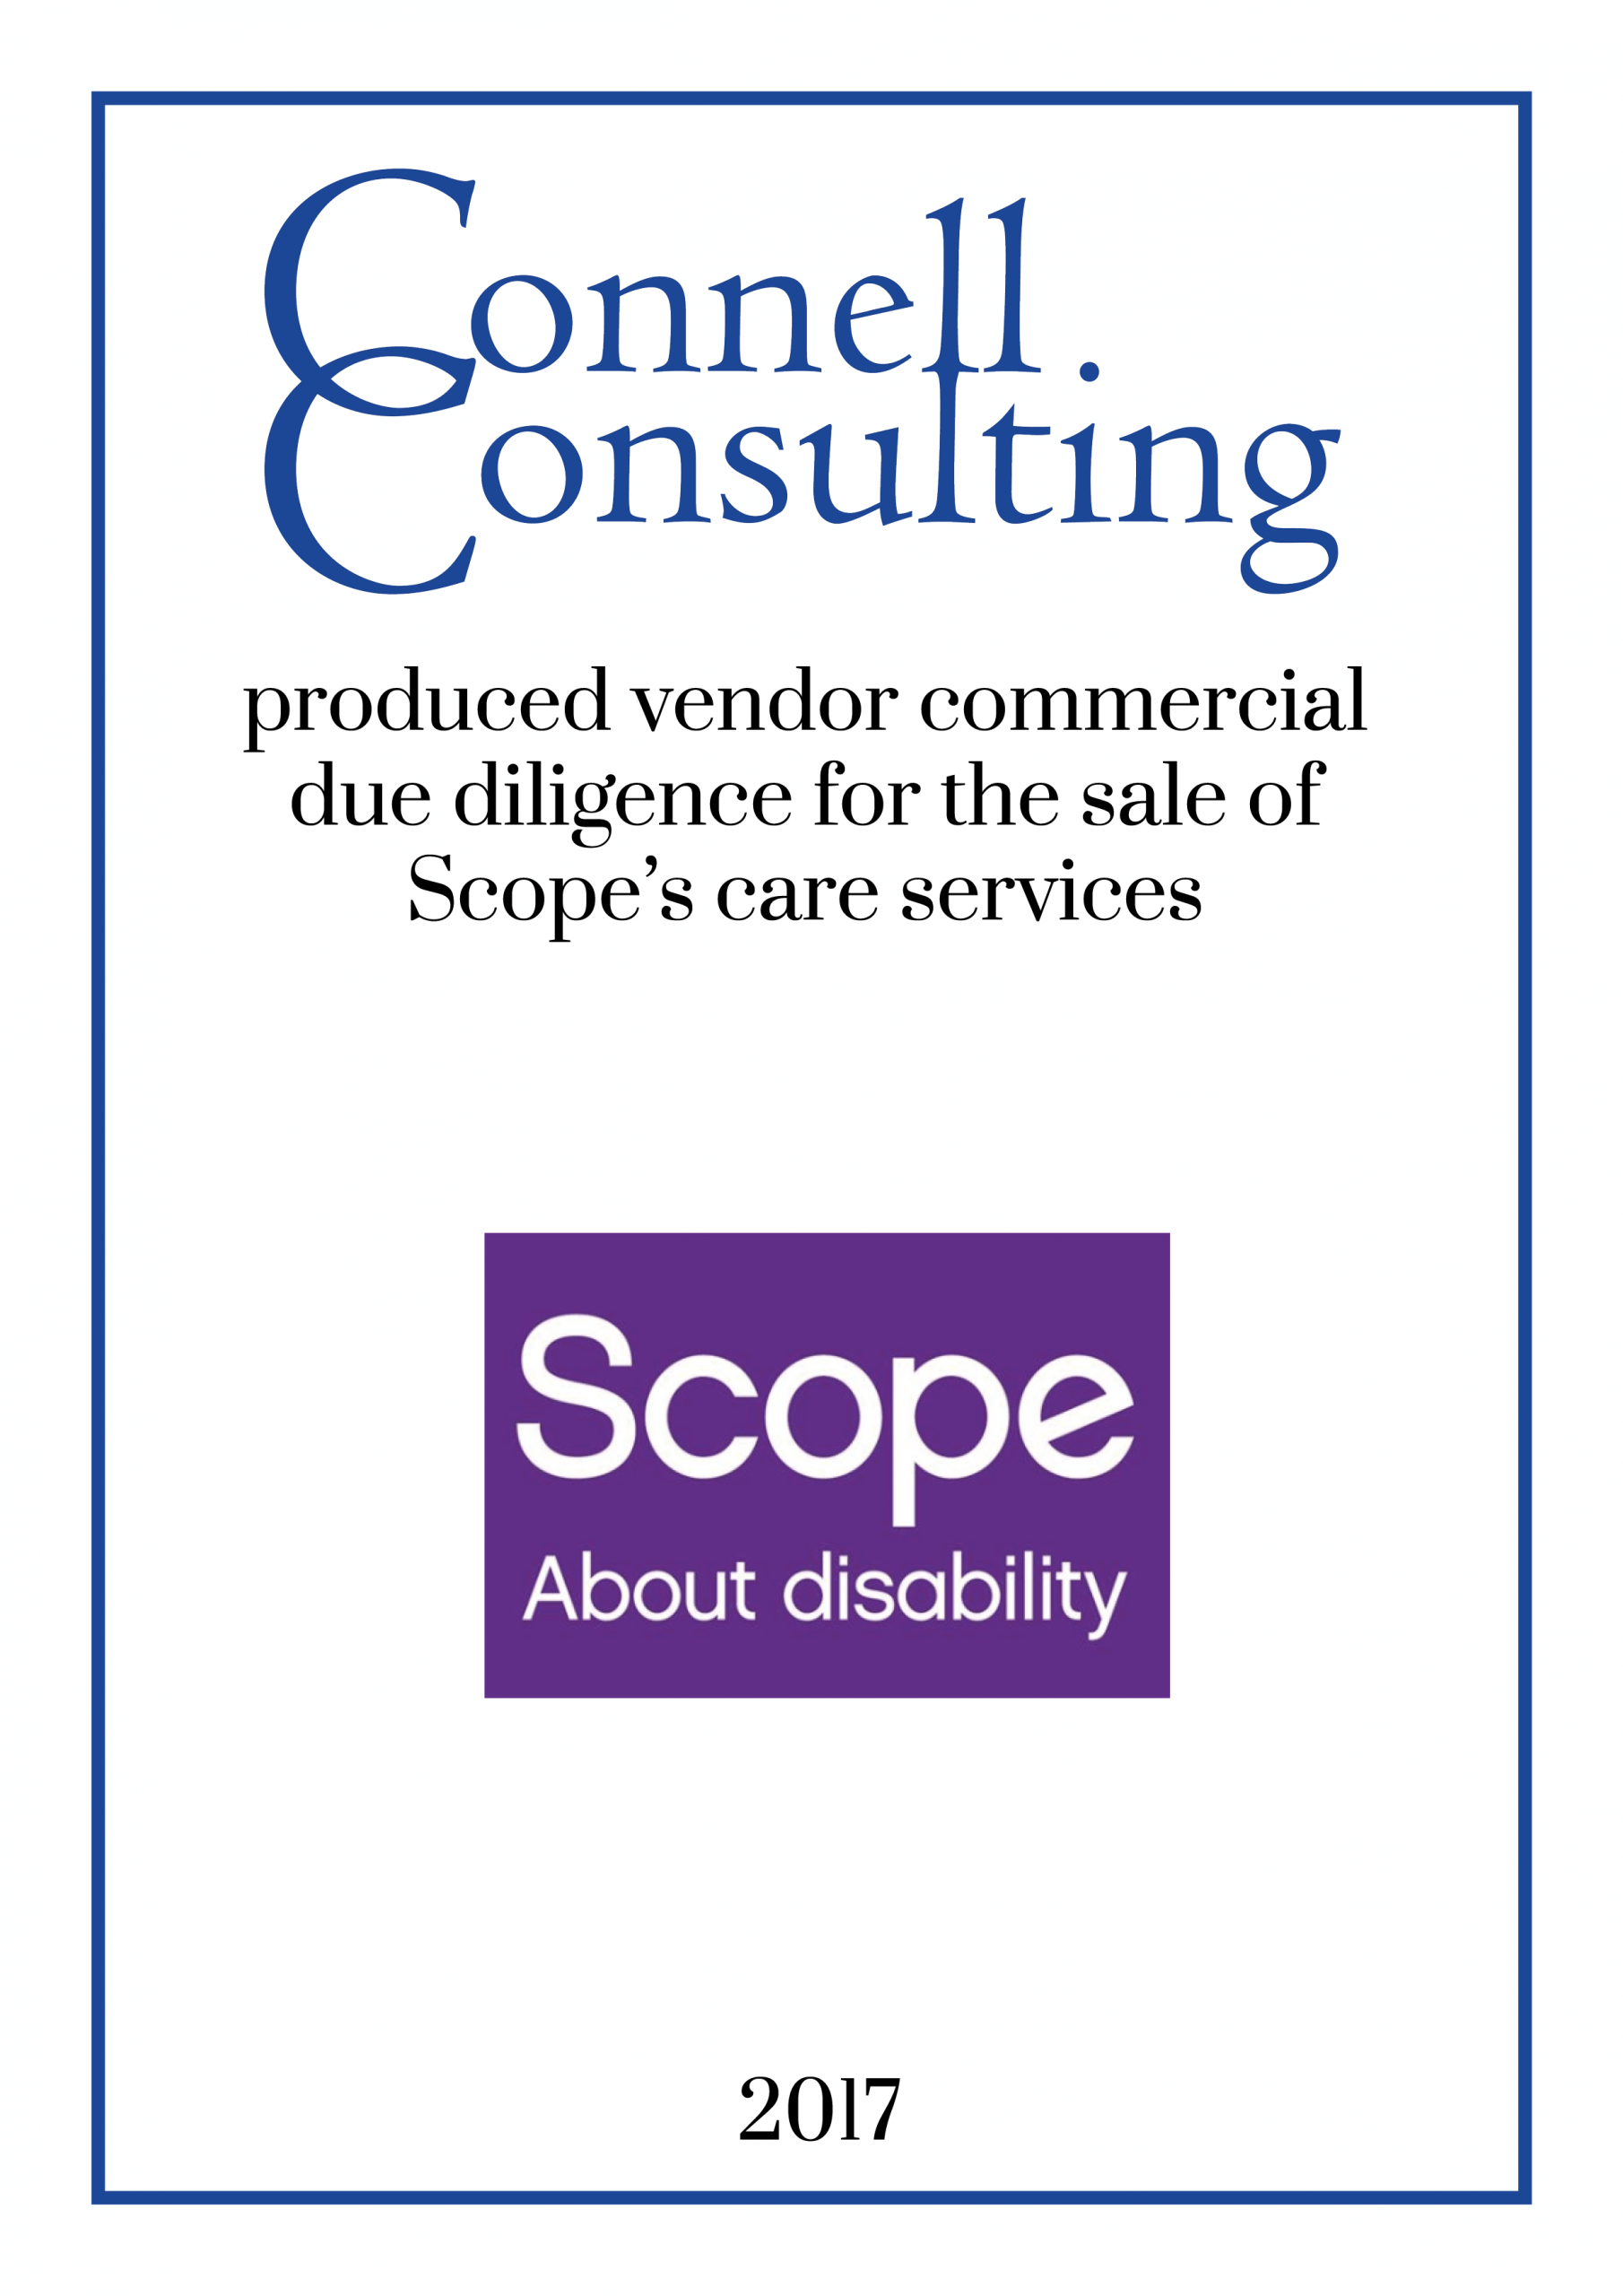 Connell
Consulting
produced vendor commercial
due diligence for the sale of
Scope’s care services
Scope
About disability
2017